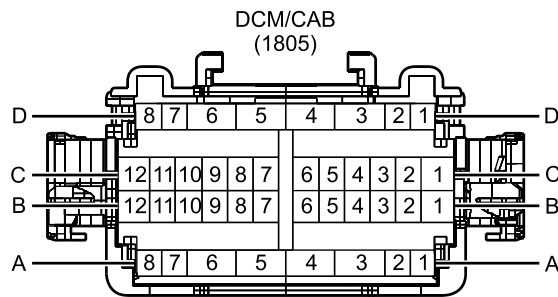 DCM/CAB
(1805)
D 8 7 6 5 4 3 2 1 D
C 12 11 10 9 8 7 6 5 4 3 2 1 C
B 12 11 10 9 8 7 6 5 4 3 2 1 B
A 8 7 6 5 4 3 2 1 A